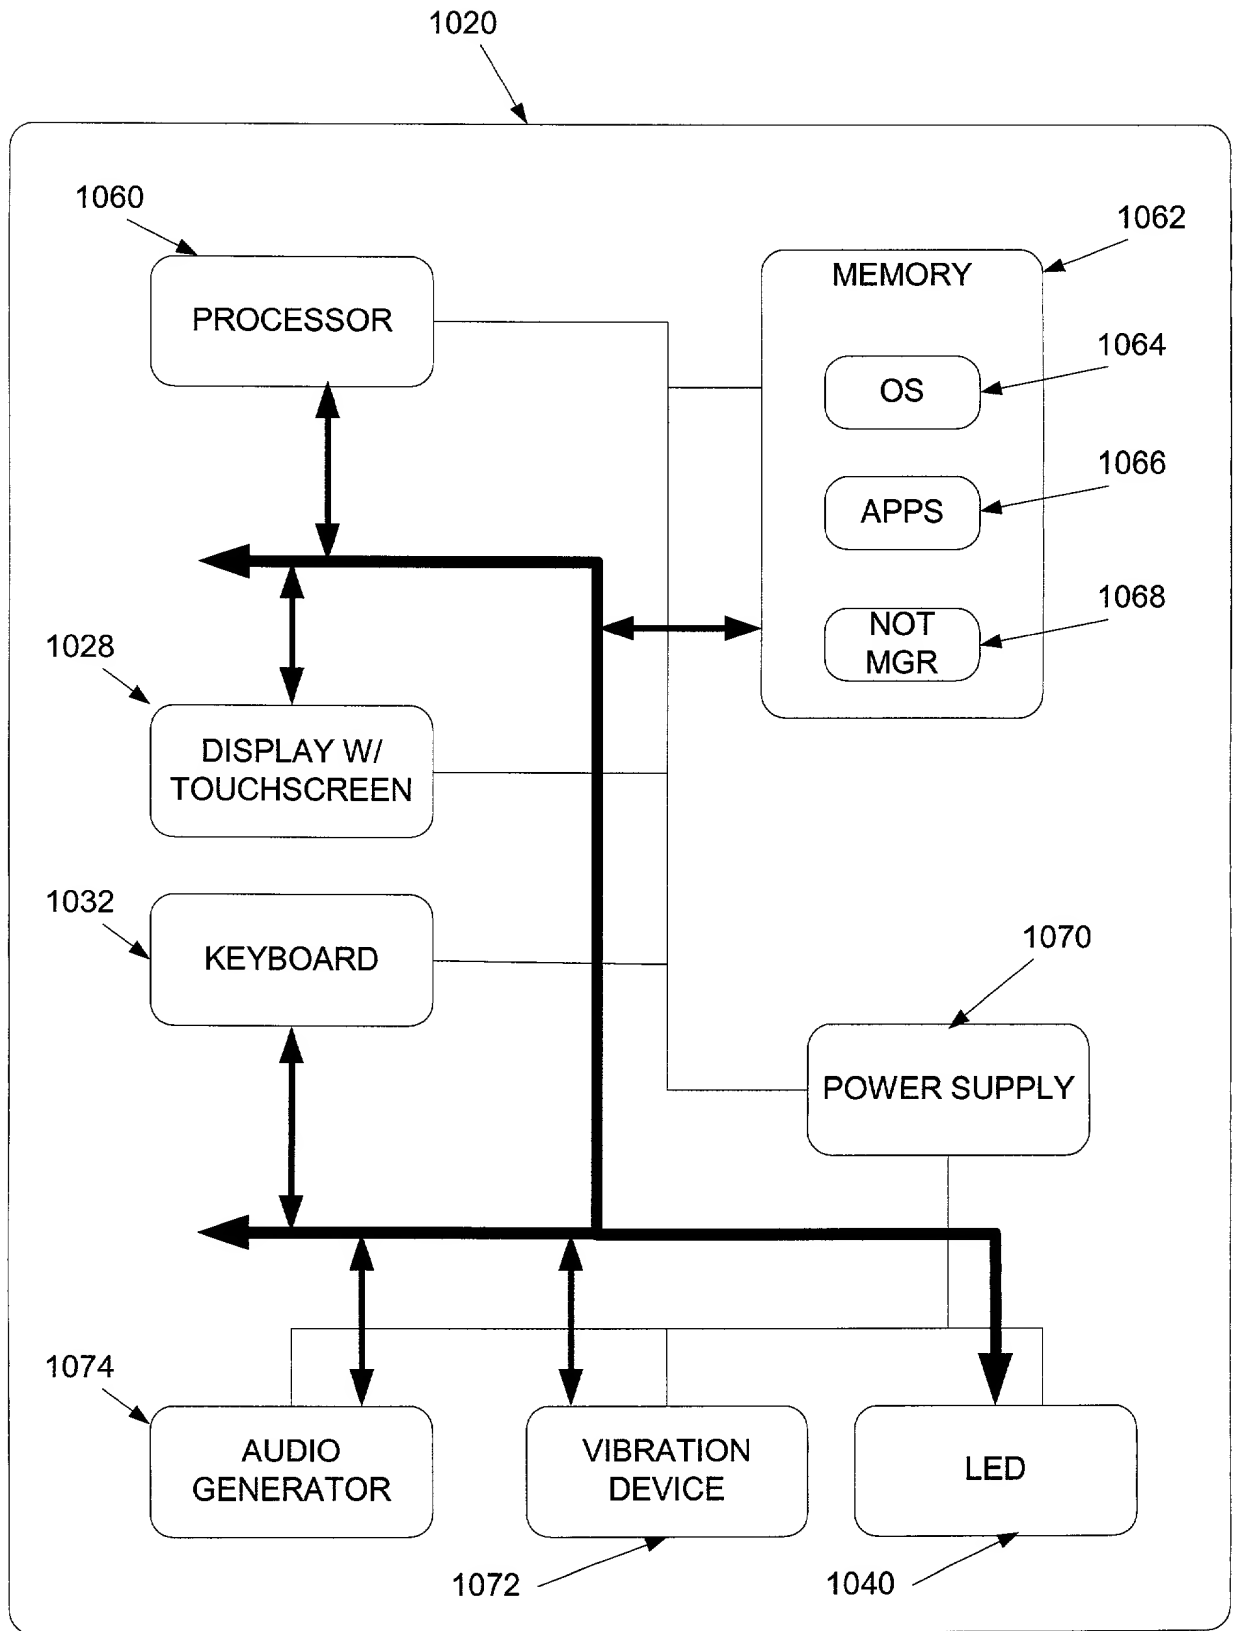 1020
1060
PROCESSOR
1062
MEMORY
1064
OS
1066
APPS
1068
NOT
MGR
1028
DISPLAY W/
TOUCHSCREEN
1032
KEYBOARD
1070
POWER SUPPLY
1074
AUDIO
GENERATOR
VIBRATION
DEVICE
1072
LED
1040